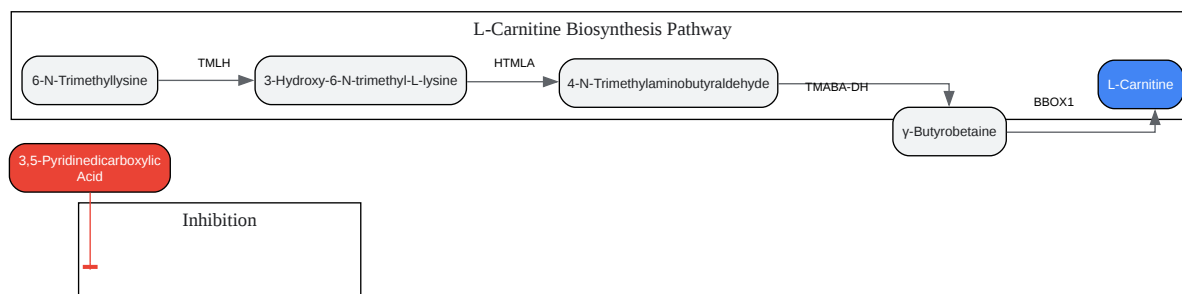 L-Carnitine Biosynthesis Pathway
6-N-Trimethyllysine
TMLH
3-Hydroxy-6-N-trimethyl-L-lysine
HTMLA
4-N-Trimethylaminobutyraldehyde
TMABA-DH
γ-Butyrobetaine
BBOX1
L-Carnitine
3,5-Pyridinedicarboxylic
Acid
Inhibition